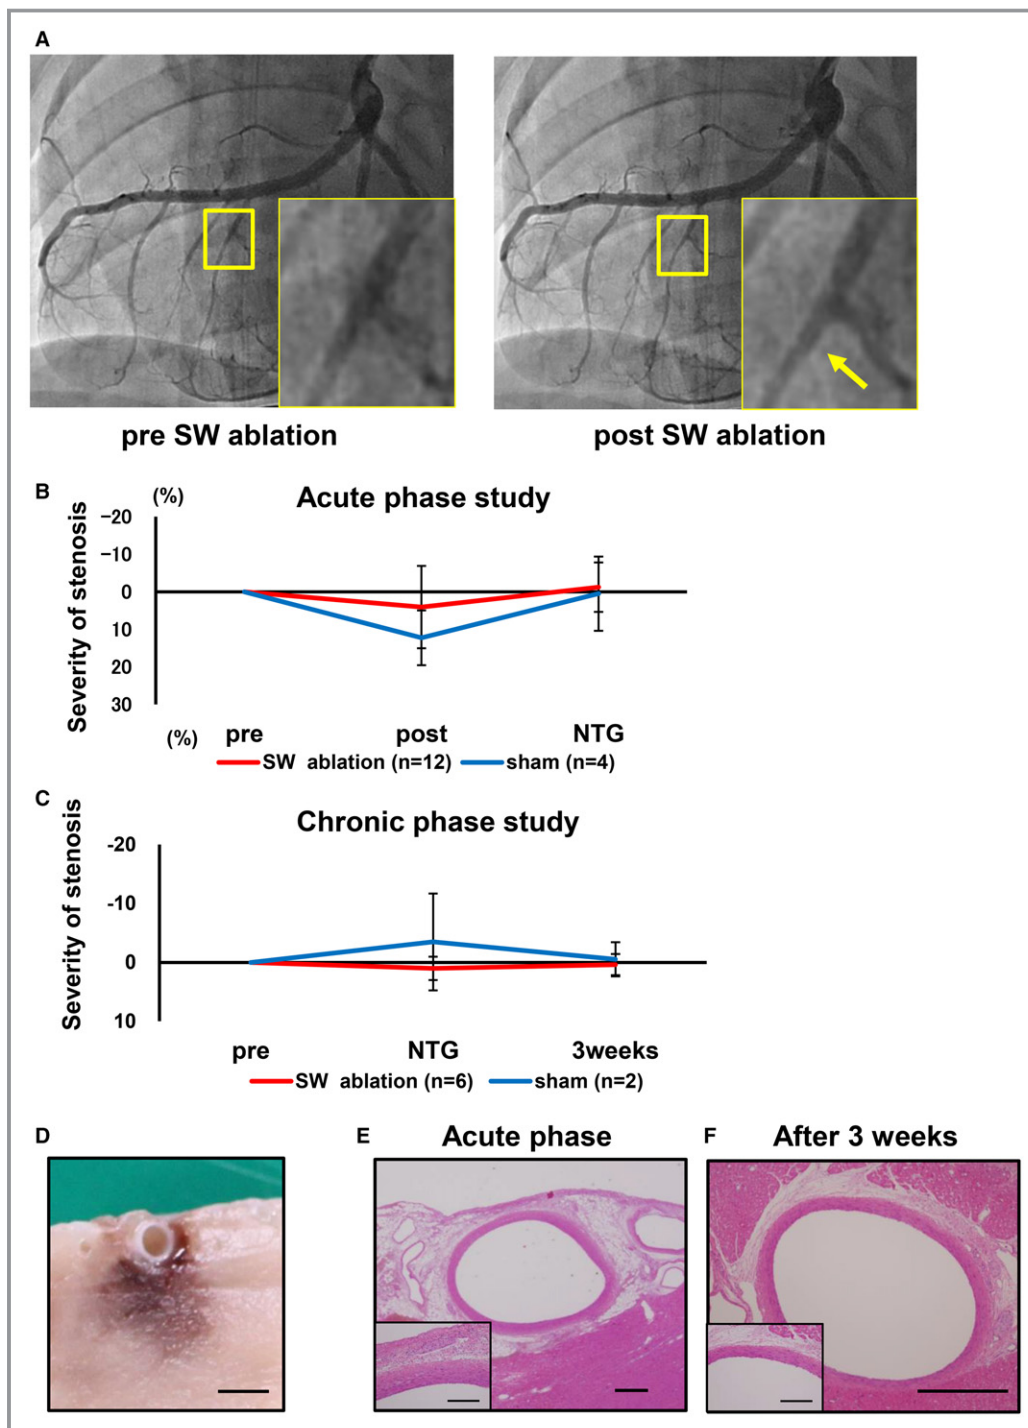 A
pre SW ablation
post SW ablation
B
(%)
Acute phase study
Severity of stenosis
−20
−10
0
10
20
30
pre
post
NTG
SW ablation (n=12)
sham (n=4)
(%)
C
Chronic phase study
Severity of stenosis
-20
-10
0
10
pre
NTG
3weeks
SW ablation (n=6)
sham (n=2)
D
E
Acute phase
F
After 3 weeks